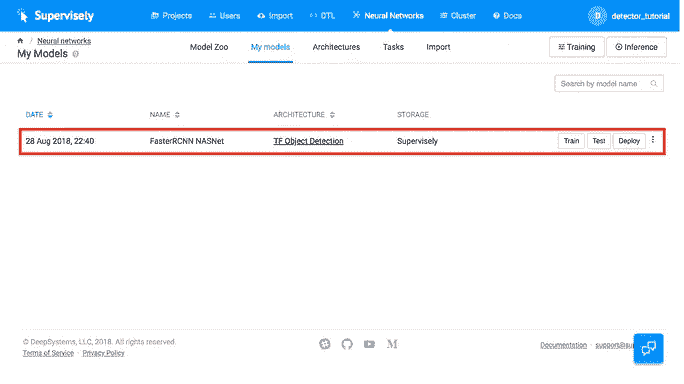 Supervisely Projects Users Import DTL Neural Networks Cluster Docs detector_tutorial
Neural networks
My Models Model Zoo My models Architectures Tasks Import Training Inference
Search by model name
DATE NAME ARCHITECTURE STORAGE
28 Aug 2018, 22:40 FasterRCNN NASNet TF Object Detection Supervisely Train Test Deploy
© DeepSystems, LLC, 2018. All rights reserved. Documentation · support@su
Terms of Service · Privacy Policy